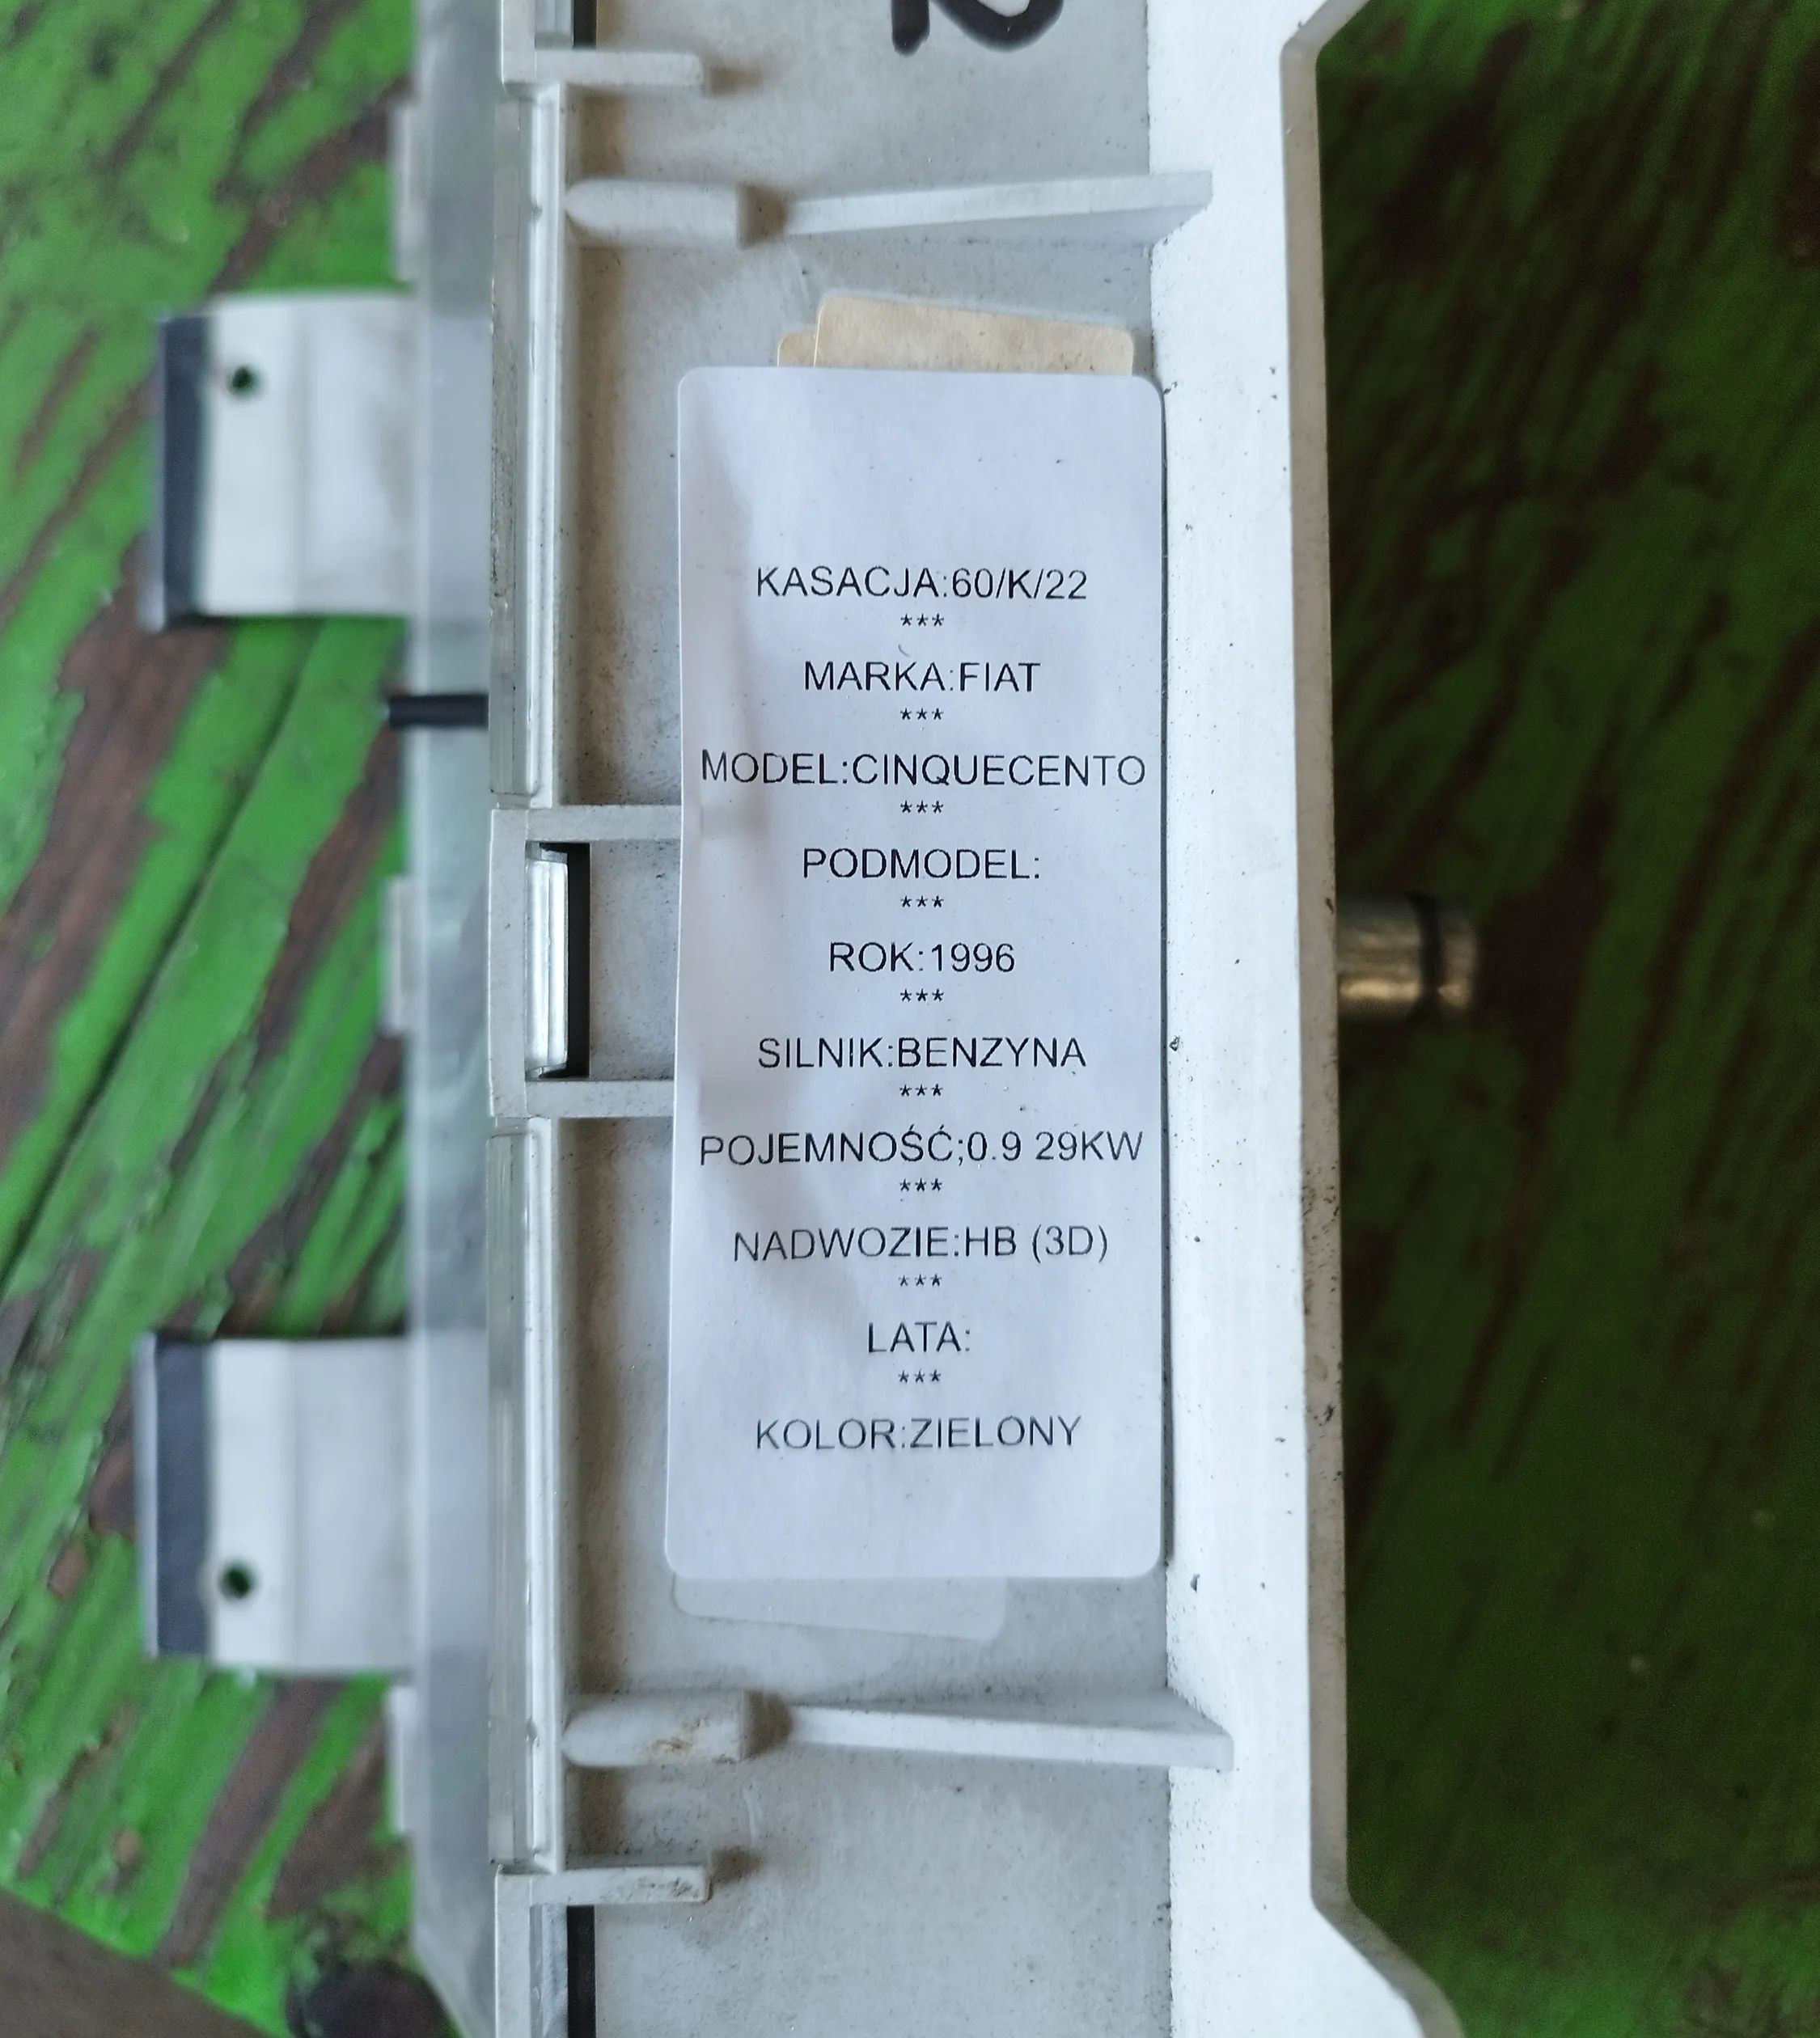 KASACJA:60/K/22
***
MARKA:FIAT
***
MODEL:CINQUECENTO
***
PODMODEL:
***
ROK:1996
***
SILNIK:BENZYNA
***
POJEMNOŚĆ;0.9 29KW
***
NADWOZIE:HB (3D)
***
LATA:
***
KOLOR:ZIELONY